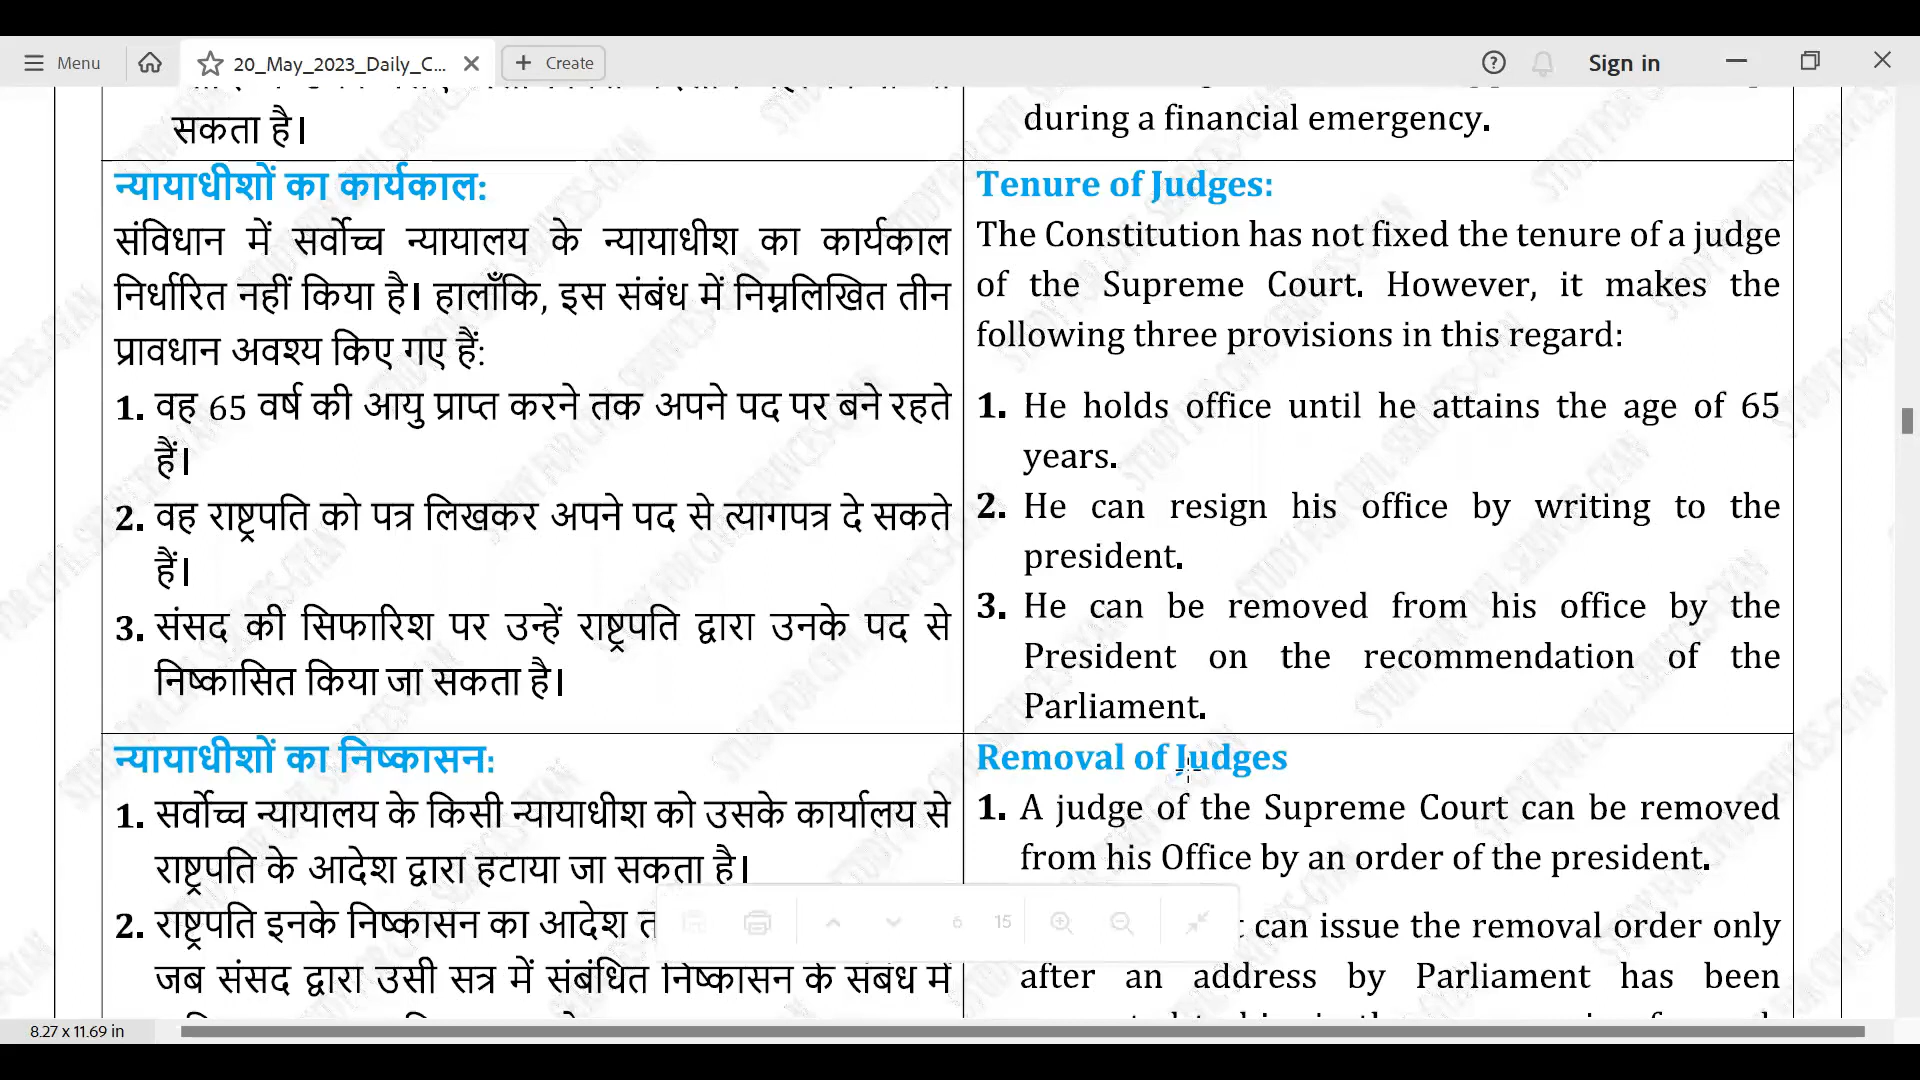 Menu
20_May_2023_Daily_C...
Create
Sign in
सकता है।
न्यायाधीशों का कार्यकाल:
संविधान में सर्वोच्च न्यायालय के न्यायाधीश का कार्यकाल
निर्धारित नहीं किया है। हालाँकि, इस संबंध में निम्नलिखित तीन
प्रावधान अवश्य किए गए हैं:
1. वह 65 वर्ष की आयु प्राप्त करने तक अपने पद पर बने रहते
हैं।
2. वह राष्ट्रपति को पत्र लिखकर अपने पद से त्यागपत्र दे सकते
हैं।
3. संसद की सिफारिश पर उन्हें राष्ट्रपति द्वारा उनके पद से
निष्कासित किया जा सकता है।
न्यायाधीशों का निष्कासन:
1. सर्वोच्च न्यायालय के किसी न्यायाधीश को उसके कार्यालय से
राष्ट्रपति के आदेश द्वारा हटाया जा सकता है।
2. राष्ट्रपति इनके निष्कासन का आदेश
जब संसद द्वारा उसी सत्र में संबंधित निष्कासन के संबंध में
during a financial emergency.
Tenure of Judges:
The Constitution has not fixed the tenure of a judge
of the Supreme Court. However, it makes the
following three provisions in this regard:
1. He holds office until he attains the age of 65
years.
2. He can resign his office by writing to the
president.
3. He can be removed from his office by the
President on the recommendation of the
Parliament.
Removal of Judges
1. A judge of the Supreme Court can be removed
from his Office by an order of the president.
can issue the removal order only
after an address by Parliament has been
6 15
8.27 x 11.69 in
STUDY FOR CIVIL SERIVCES-GYAN